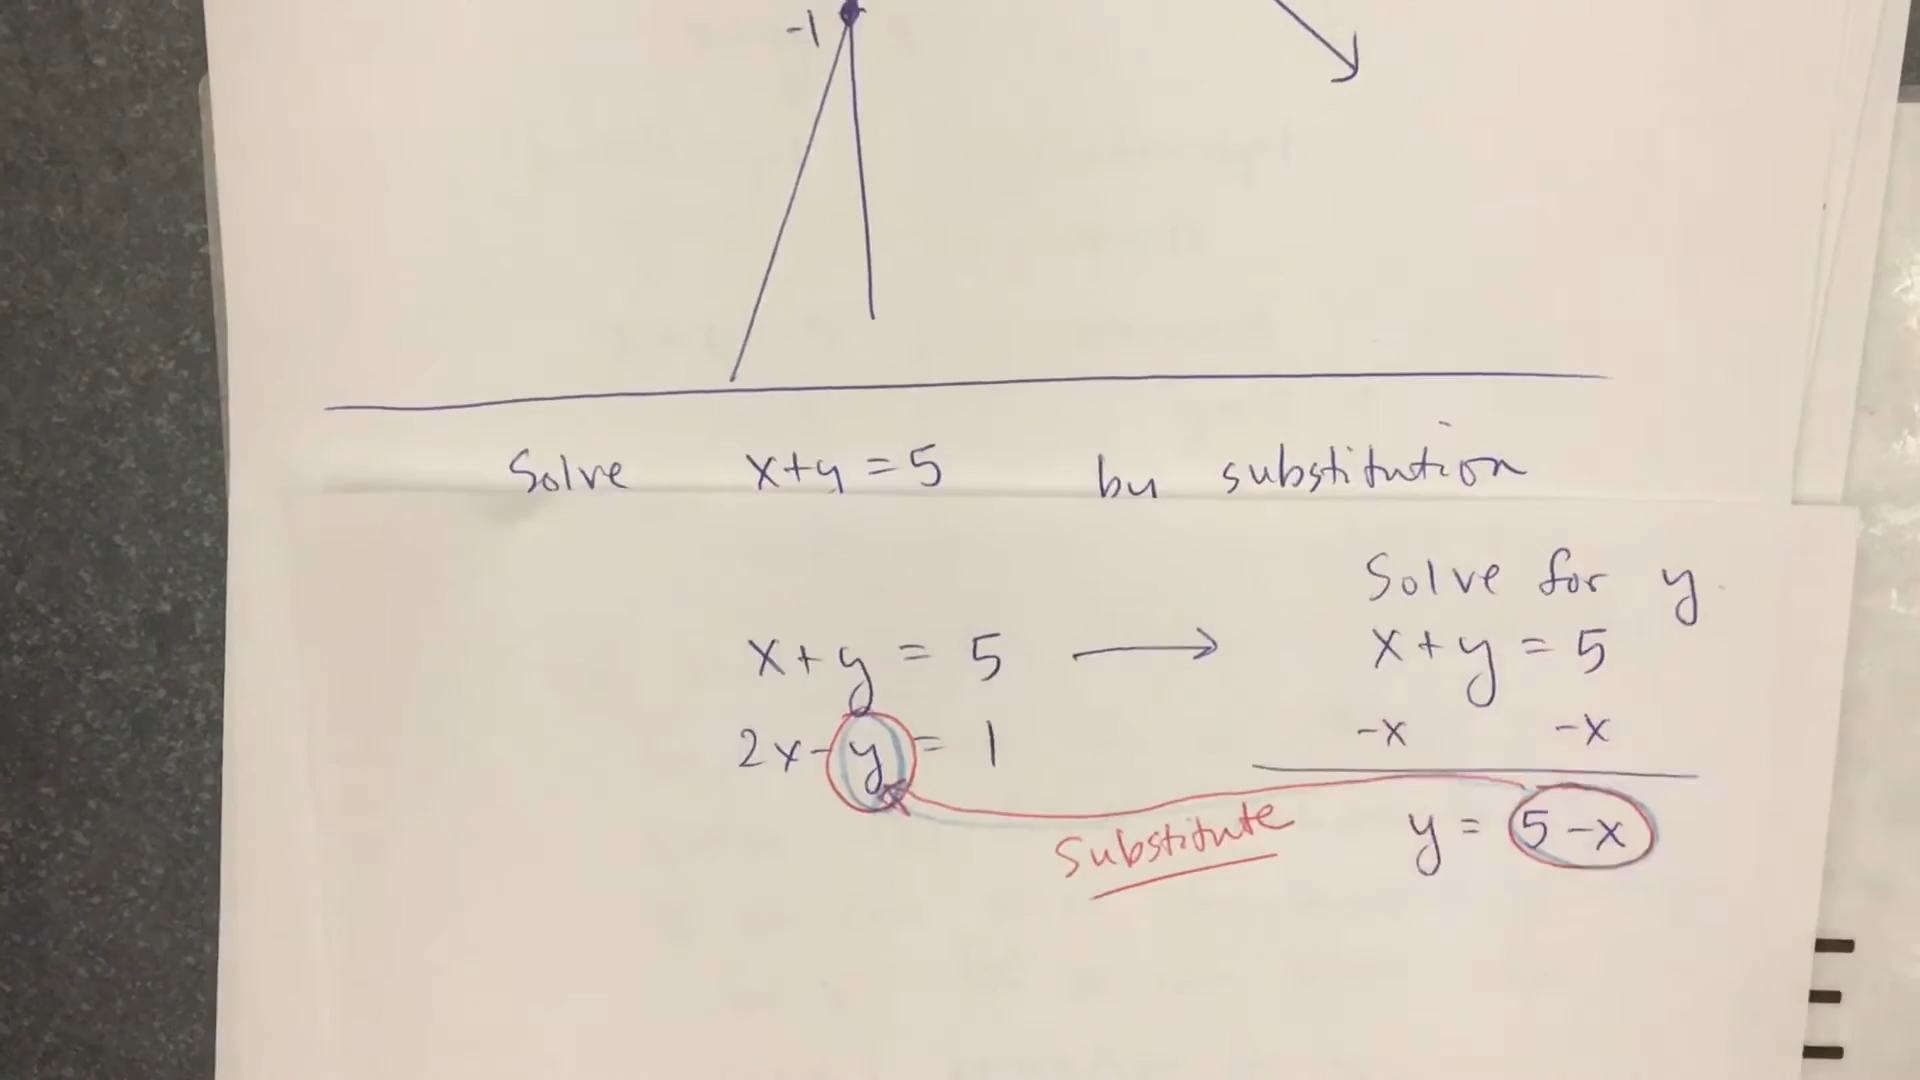 -1
Solve x+y = 5 by substitution
Solve for y
x+y = 5 → x+y = 5
2x-y = 1 -x -x
Substitute y = 5-x